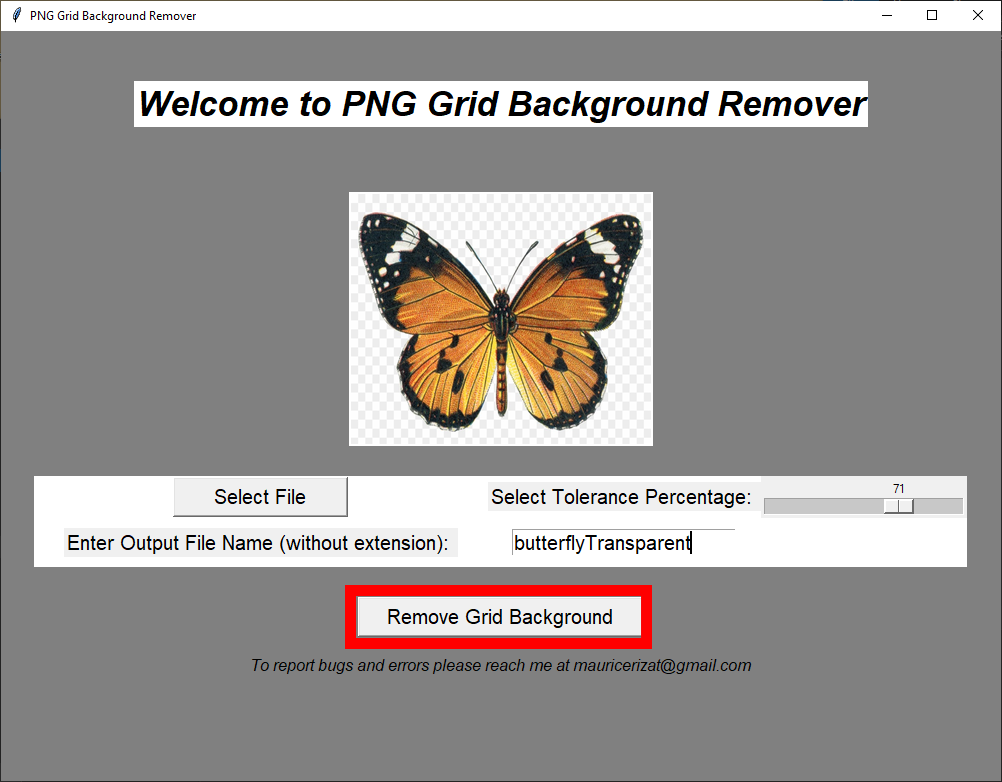 PNG Grid Background Remover
Welcome to PNG Grid Background Remover
Select File
Select Tolerance Percentage:
71
Enter Output File Name (without extension):
butterflyTransparent
Remove Grid Background
To report bugs and errors please reach me at mauricerizat@gmail.com